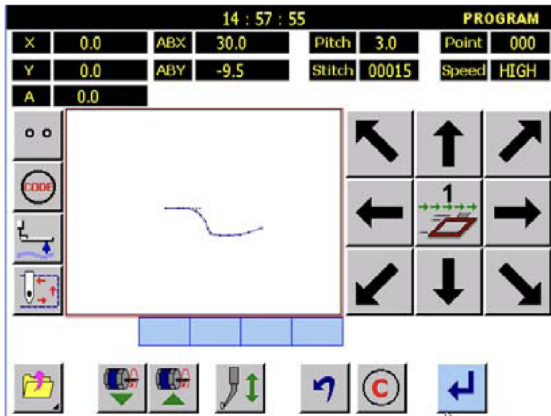 14 : 57 : 55 PROGRAM
X 0.0 ABX 30.0 Pitch 3.0 Point 000
Y 0.0 ABY -9.5 Stitch 00015 Speed HIGH
A 0.0
CODE
1
C